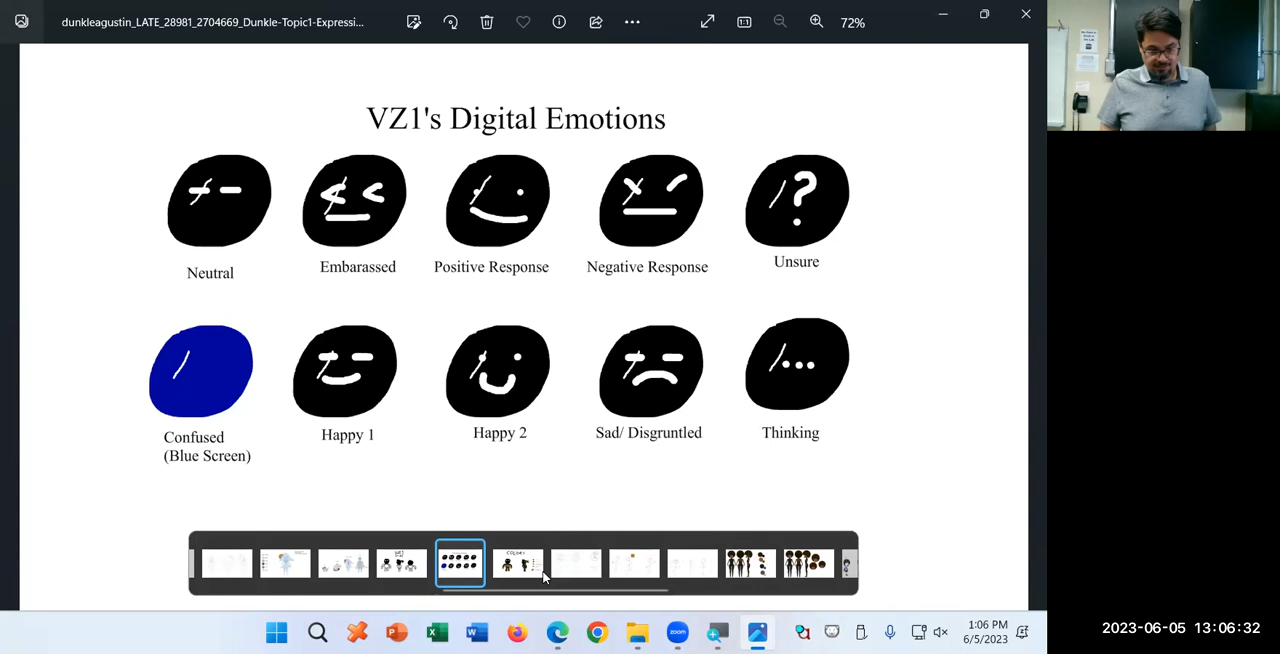 dunkleagustin_LATE_28981_2704669_Dunkle-Topic1-Expressi...
72%
VZ1's Digital Emotions
Neutral
Embarassed
Positive Response
Negative Response
Unsure
Confused
(Blue Screen)
Happy 1
Happy 2
Sad/ Disgruntled
Thinking
zoom
1:06 PM
6/5/2023
2023-06-05 13:06:32